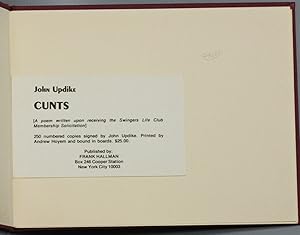 John Updike
CUNTS
[A poem written upon receiving the Swingers Life Club
Membership Solicitation]
250 numbered copies signed by John Updike. Printed by
Andrew Hoyem and bound in boards. $25.00.
Published by:
FRANK HALLMAN
Box 246 Cooper Station
New York City 10003